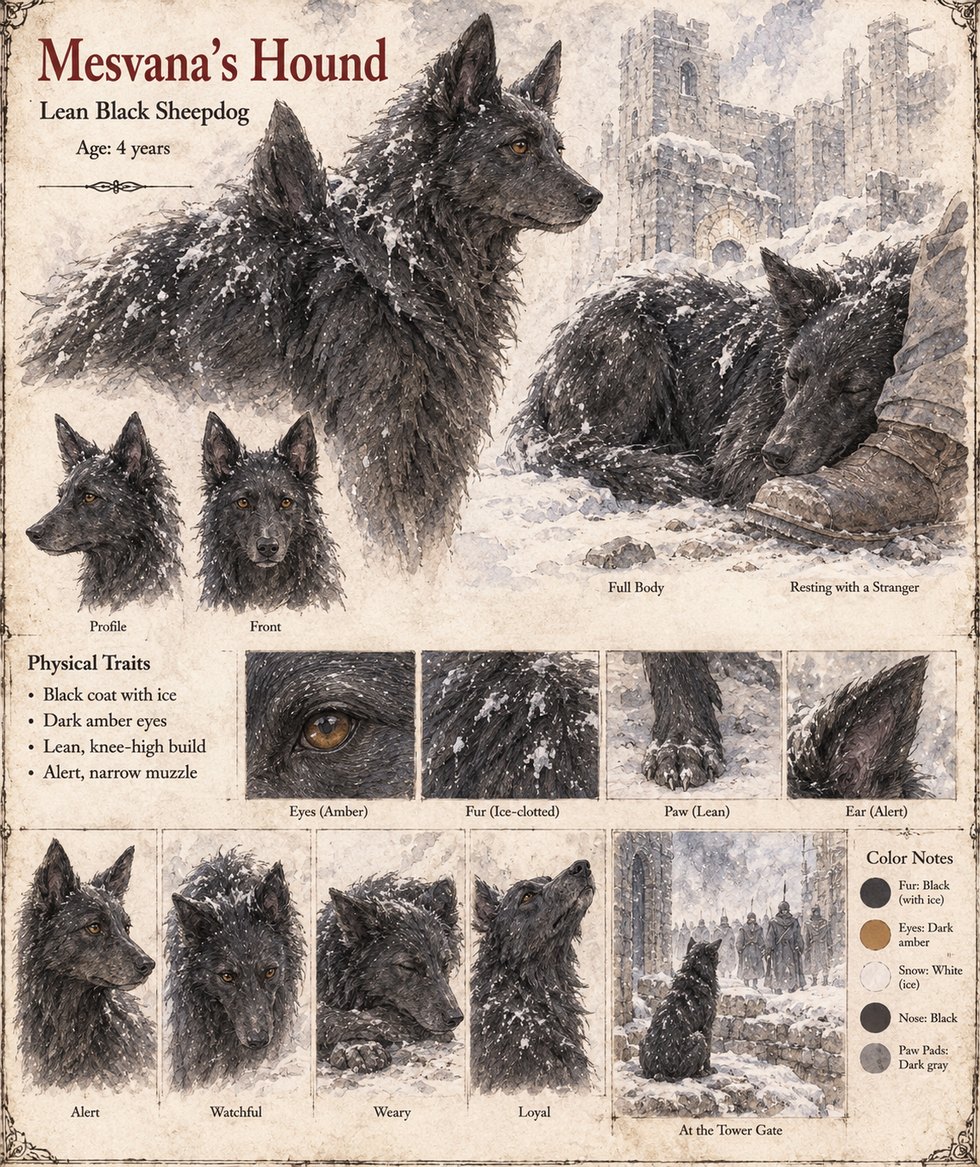 Mesvana's Hound
Lean Black Sheepdog
Age: 4 years
Profile
Front
Full Body
Resting with a Stranger
Physical Traits
• Black coat with ice
• Dark amber eyes
• Lean, knee-high build
• Alert, narrow muzzle
Eyes (Amber)
Fur (Ice-clotted)
Paw (Lean)
Ear (Alert)
Alert
Watchful
Weary
Loyal
At the Tower Gate
Color Notes
Fur: Black
(with ice)
Eyes: Dark
amber
Snow: White
(ice)
Nose: Black
Paw Pads:
Dark gray